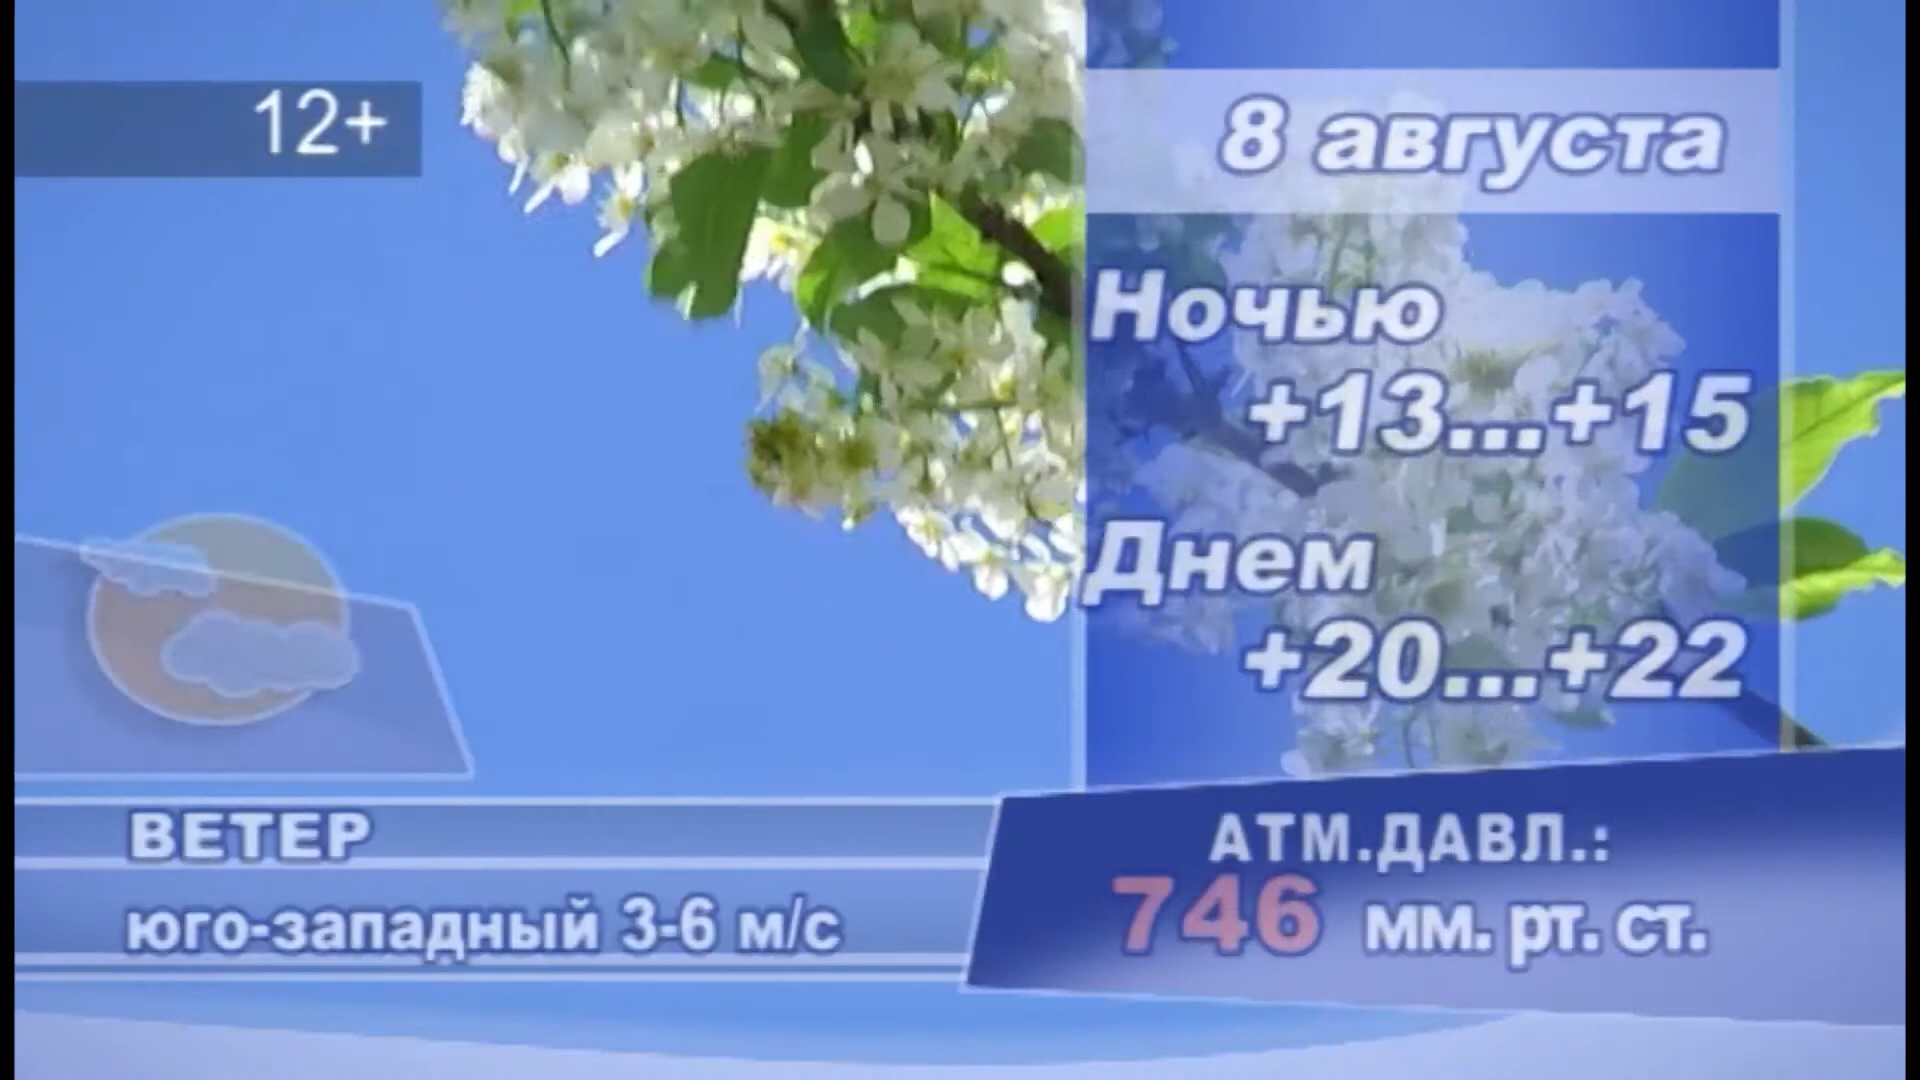 12+
8 августа
Ночью
+13...+15
Днем
+20...+22
ВЕТЕР
юго-западный 3-6 м/с
АТМ.ДАВЛ.:
746 мм. рт. ст.